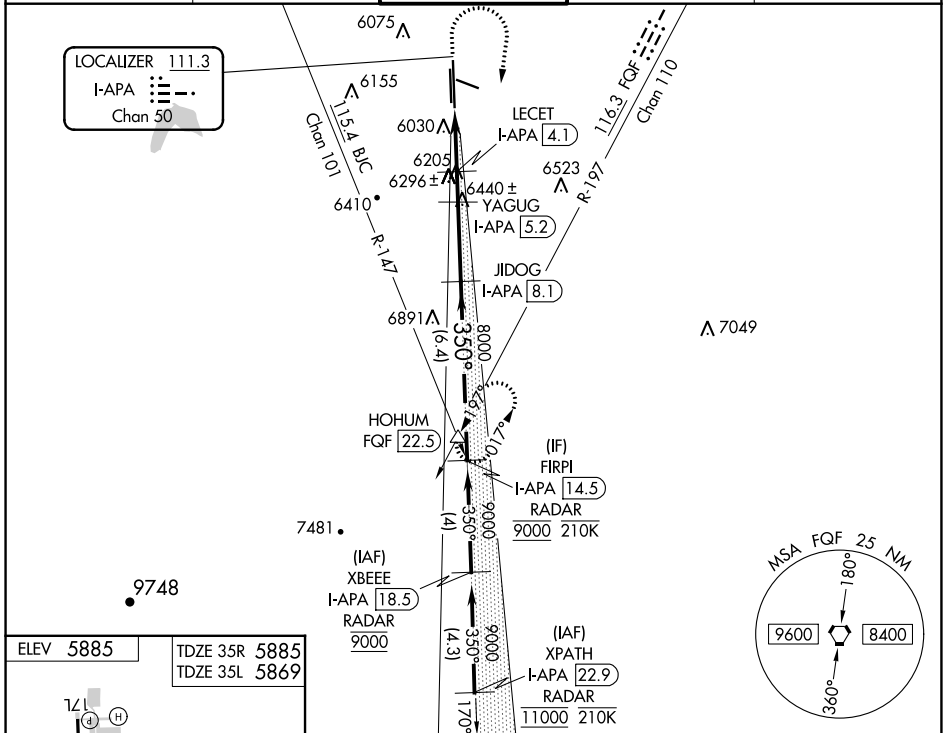 6075
LOCALIZER 111.3
I-APA
Chan 50
6155
115.4 BJC
Chan 101
116.3 FQF
Chan 110
LECET
I-APA 4.1
6030
6205
6296 ±
6440 ±
6523
R-197
6410
YAGUG
I-APA 5.2
R-147
JIDOG
I-APA 8.1
6891
350°
(6.4)
8000
7049
197°
017°
HOHUM
FQF 22.5
(IF)
FIRPI
I-APA 14.5
RADAR
9000 210K
350°
(4)
9000
7481
(IAF)
XBEEE
I-APA 18.5
RADAR
9000
9748
350°
(4.3)
9000
(IAF)
XPATH
I-APA 22.9
RADAR
11000 210K
170°
MSA FQF 25 NM
180°
9600
8400
360°
ELEV 5885
TDZE 35R 5885
TDZE 35L 5869
17L
P
H